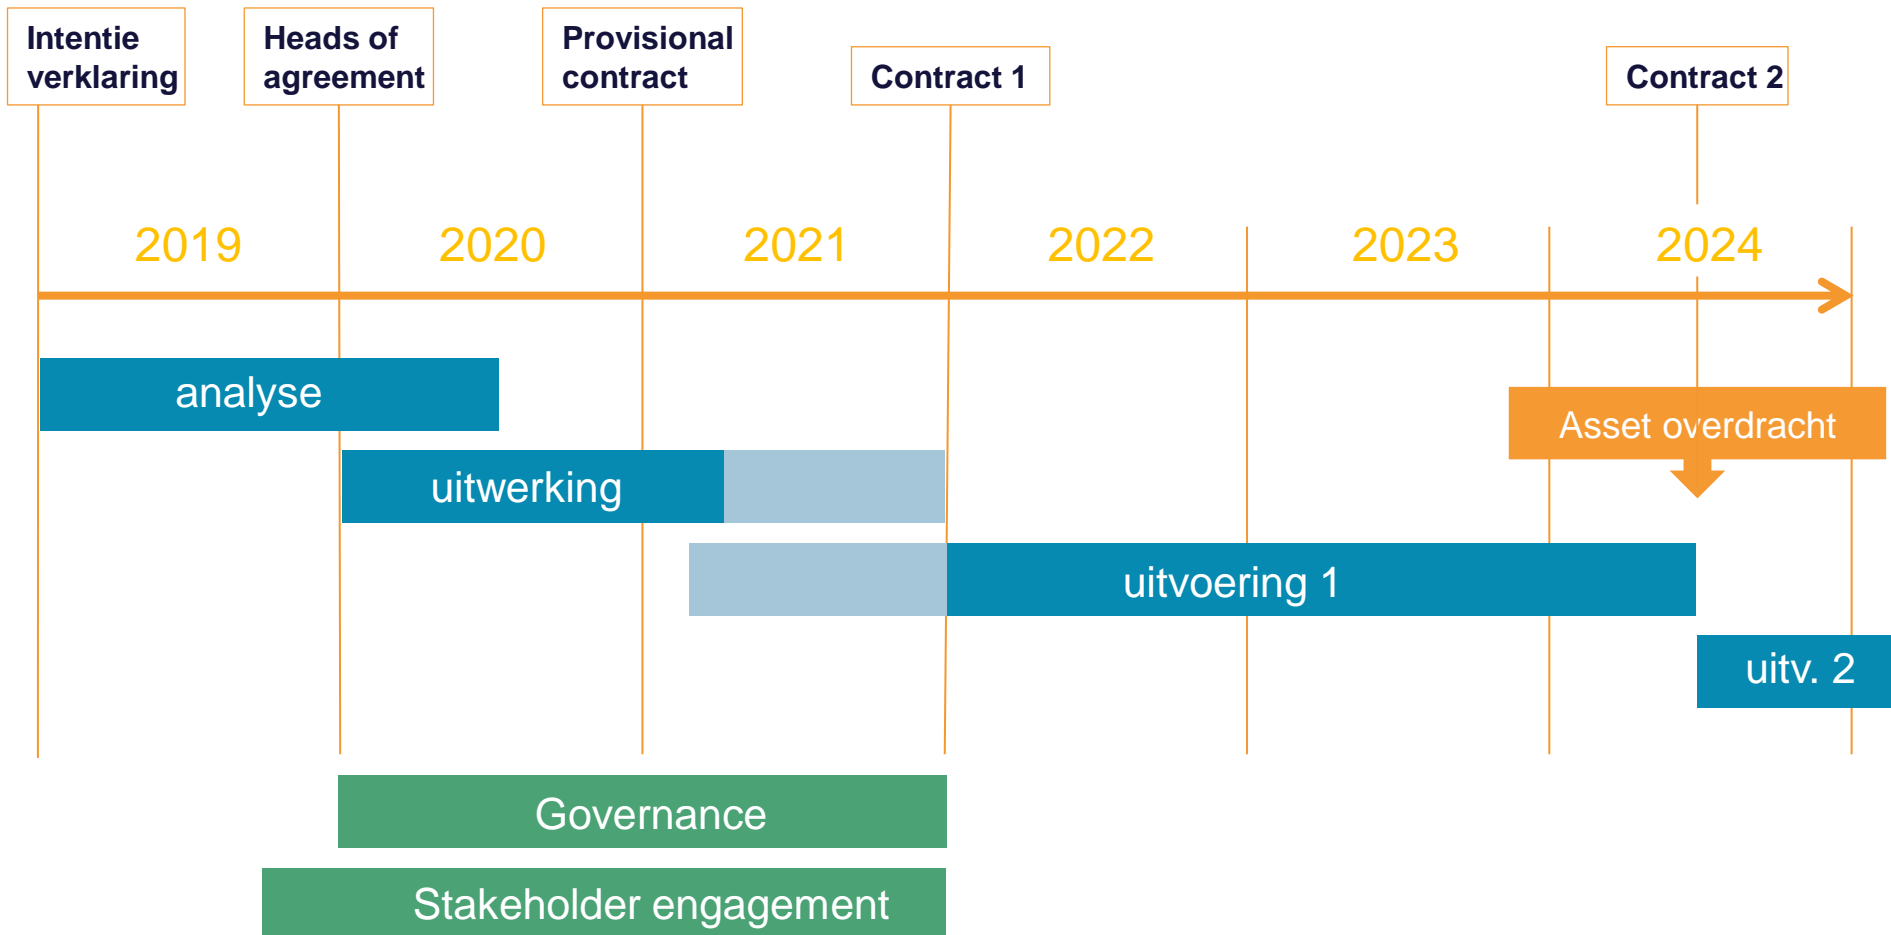 Intentie
verklaring
Heads of
agreement
Provisional
contract
Contract 1
Contract 2
2019
2020
2021
2022
2023
2024
analyse
Asset overdracht
uitwerking
uitvoering 1
uitv. 2
Governance
Stakeholder engagement